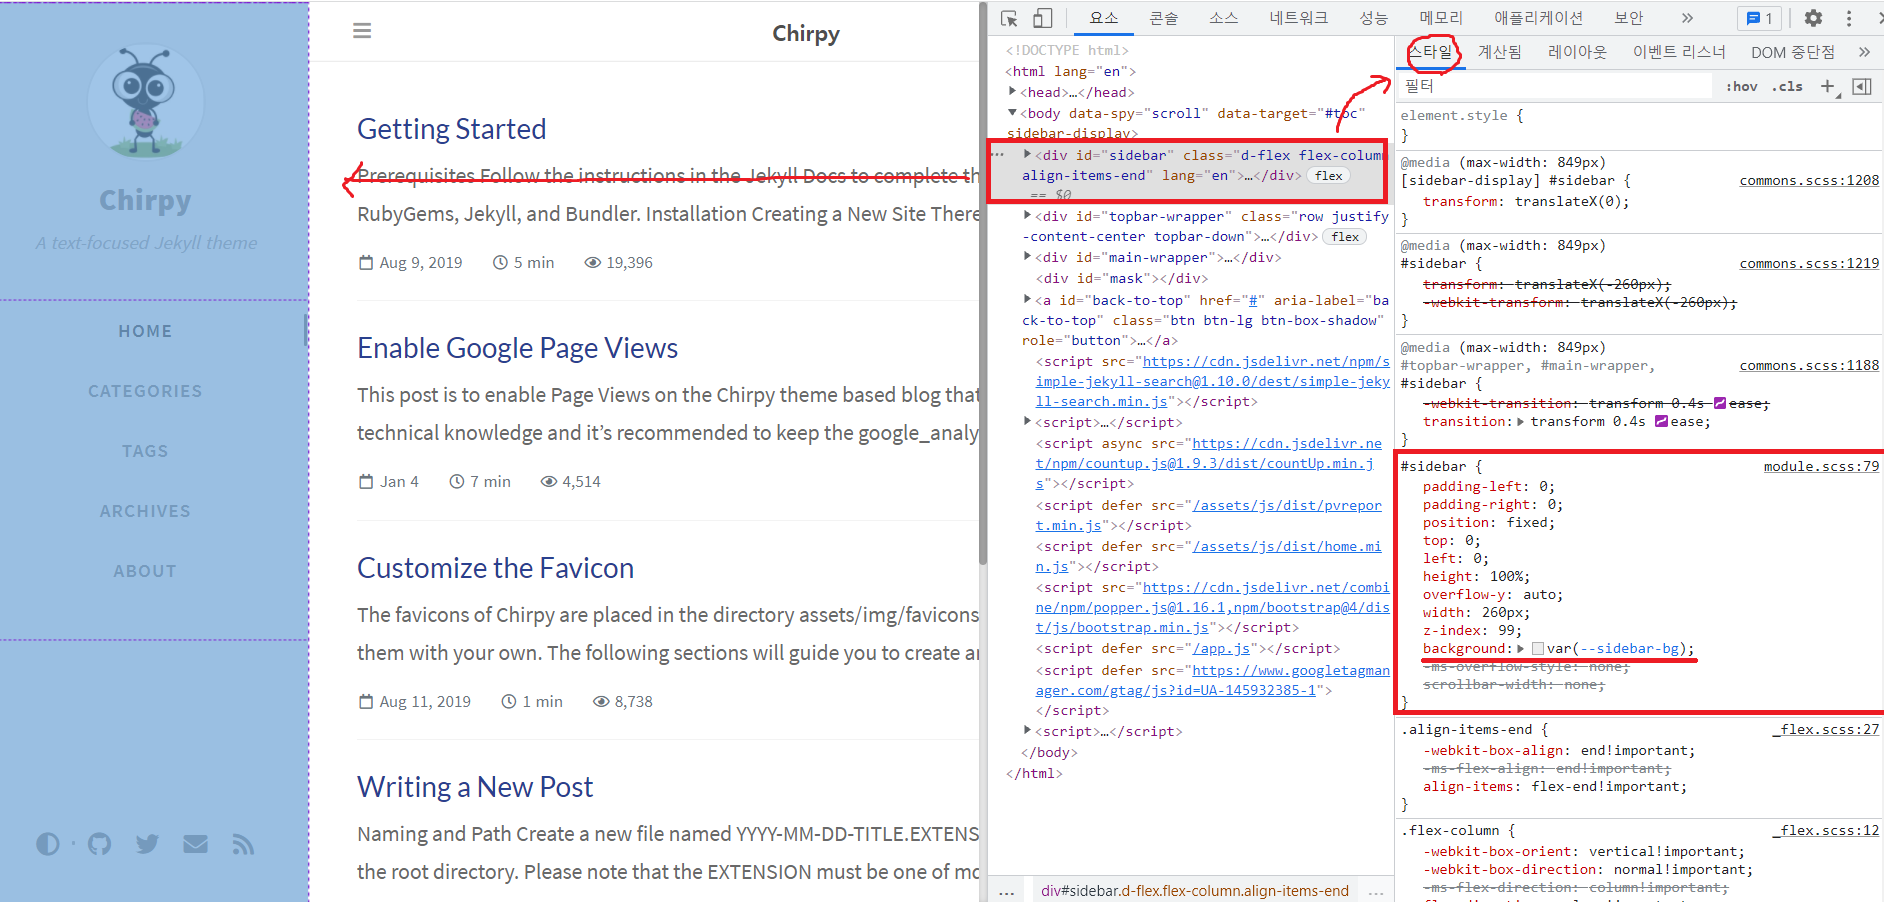 Chirpy
A text-focused Jekyll theme
HOME
CATEGORIES
TAGS
ARCHIVES
ABOUT
Chirpy
Getting Started
Prerequisites Follow the instructions in the Jekyll Docs to complete th
RubyGems, Jekyll, and Bundler. Installation Creating a New Site There
Aug 9, 2019 5 min 19,396
Enable Google Page Views
This post is to enable Page Views on the Chirpy theme based blog that
technical knowledge and it’s recommended to keep the google_analy
Jan 4 7 min 4,514
Customize the Favicon
The favicons of Chirpy are placed in the directory assets/img/favicons
them with your own. The following sections will guide you to create an
Aug 11, 2019 1 min 8,738
Writing a New Post
Naming and Path Create a new file named YYYY-MM-DD-TITLE.EXTENS
the root directory. Please note that the EXTENSION must be one of mo
요소 콘솔 소스 네트워크 성능 메모리 애플리케이션 보안 » 1
<!DOCTYPE html>
<html lang="en">
<head>…</head>
<body data-spy="scroll" data-target="#toc"
sidebar-display>
… <div id="sidebar" class="d-flex flex-column
align-items-end" lang="en">…</div> flex
== $0
<div id="topbar-wrapper" class="row justify
-content-center topbar-down">…</div> flex
<div id="main-wrapper">…</div>
<div id="mask"></div>
<a id="back-to-top" href="#" aria-label="ba
ck-to-top" class="btn btn-lg btn-box-shadow"
role="button">…</a>
<script src="https://cdn.jsdelivr.net/npm/s
imple-jekyll-search@1.10.0/dest/simple-jeky
ll-search.min.js"></script>
<script>…</script>
<script async src="https://cdn.jsdelivr.ne
t/npm/countup.js@1.9.3/dist/countUp.min.j
s"></script>
<script defer src="/assets/js/dist/pvrepor
t.min.js"></script>
<script defer src="/assets/js/dist/home.mi
n.js"></script>
<script src="https://cdn.jsdelivr.net/combi
ne/npm/popper.js@1.16.1,npm/bootstrap@4/dis
t/js/bootstrap.min.js"></script>
<script defer src="/app.js"></script>
<script defer src="https://www.googletagman
ager.com/gtag/js?id=UA-145932385-1">
</script>
<script>…</script>
</body>
</html>
… div#sidebar.d-flex.flex-column.align-items-end …
스타일 계산됨 레이아웃 이벤트 리스너 DOM 중단점 »
필터 :hov .cls +
element.style {
}
@media (max-width: 849px)
[sidebar-display] #sidebar { commons.scss:1208
transform: translateX(0);
}
@media (max-width: 849px)
#sidebar { commons.scss:1219
transform: translateX(-260px);
-webkit-transform: translateX(-260px);
}
@media (max-width: 849px)
#topbar-wrapper, #main-wrapper, commons.scss:1188
#sidebar {
-webkit-transition: transform 0.4s ease;
transition: transform 0.4s ease;
}
#sidebar { module.scss:79
padding-left: 0;
padding-right: 0;
position: fixed;
top: 0;
left: 0;
height: 100%;
overflow-y: auto;
width: 260px;
z-index: 99;
background: var(--sidebar-bg);
-ms-overflow-style: none;
scrollbar-width: none;
}
.align-items-end { _flex.scss:27
-webkit-box-align: end!important;
-ms-flex-align: end!important;
align-items: flex-end!important;
}
.flex-column { _flex.scss:12
-webkit-box-orient: vertical!important;
-webkit-box-direction: normal!important;
-ms-flex-direction: column!important;